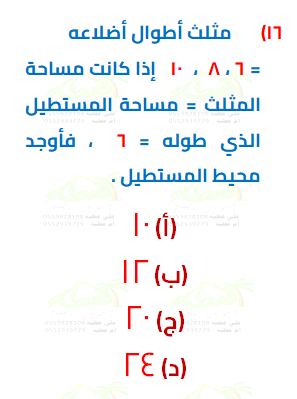 ١٦) مثلث أطوال أضلاعه
= ٦ ، ٨ ، ١٠ إذا كانت مساحة
المثلث = مساحة المستطيل
الذي طوله = ٦ ، فأوجد
محيط المستطيل .
(أ) ١٠
(ب) ١٢
(ج) ٢٠
(د) ٢٤